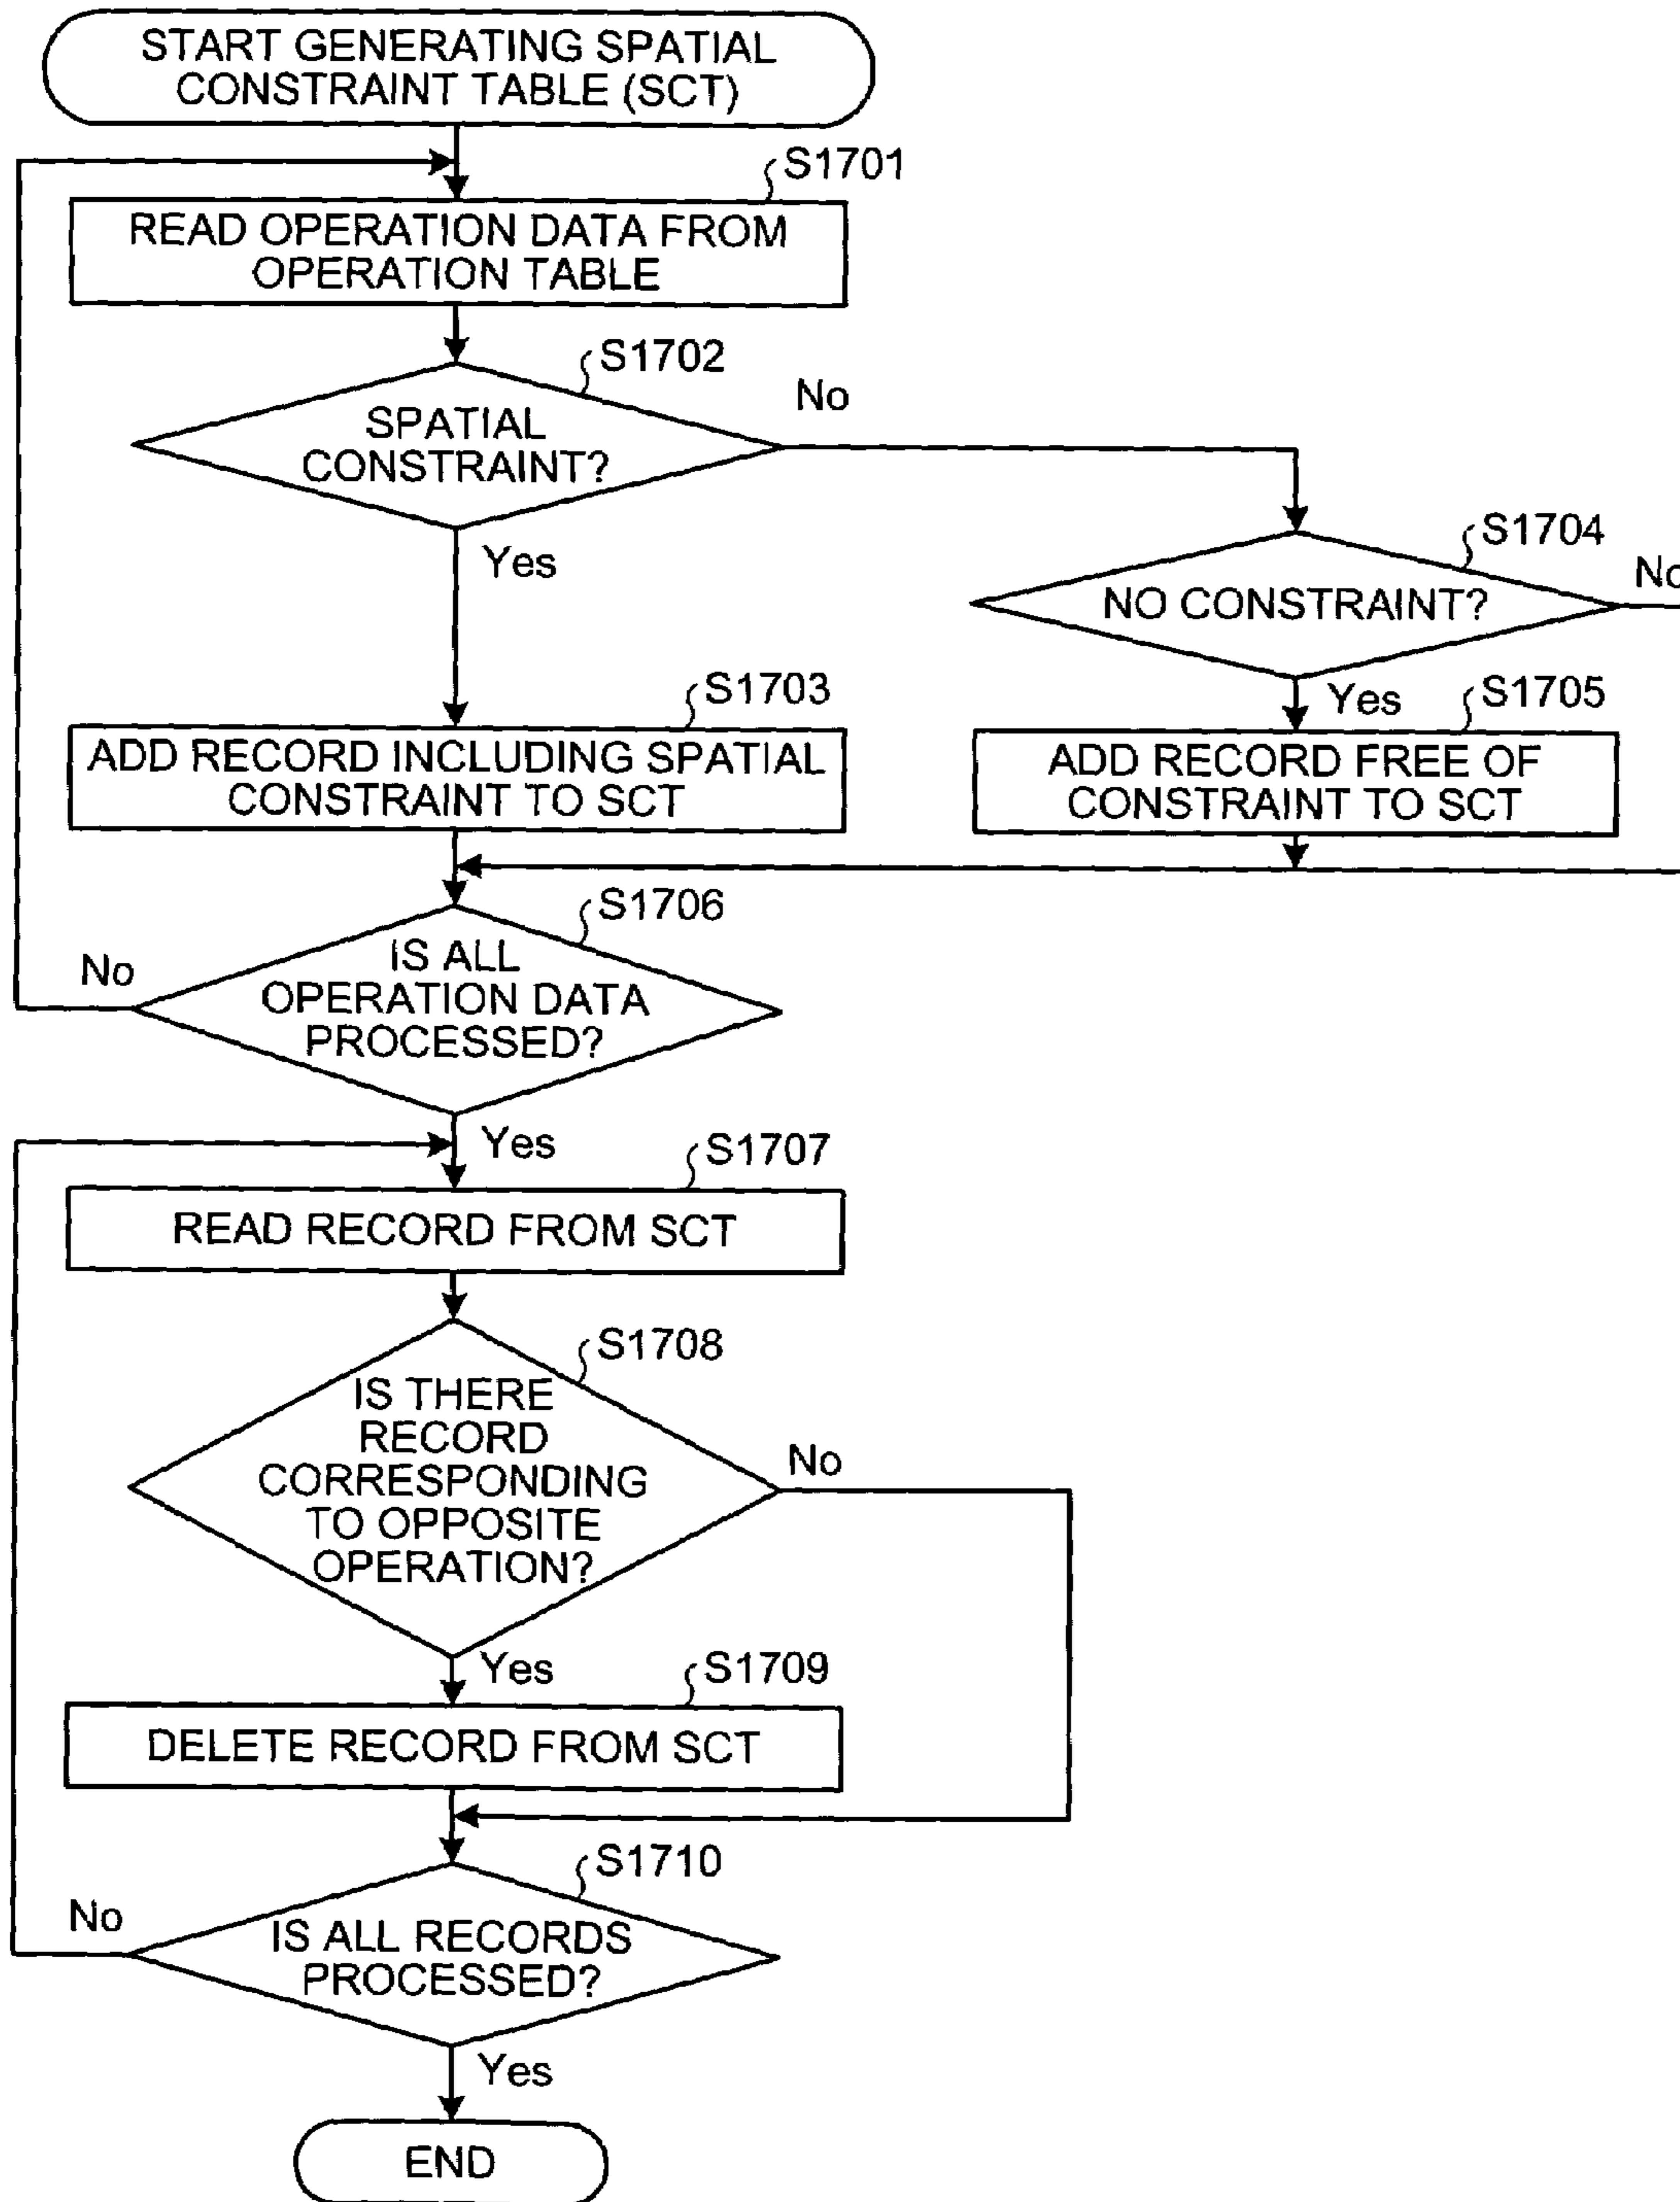 START GENERATING SPATIAL
CONSTRAINT TABLE (SCT)
S1701
READ OPERATION DATA FROM
OPERATION TABLE
S1702
No
SPATIAL
CONSTRAINT?
Yes
S1704
No
NO CONSTRAINT?
S1703
Yes
S1705
ADD RECORD INCLUDING SPATIAL
CONSTRAINT TO SCT
ADD RECORD FREE OF
CONSTRAINT TO SCT
S1706
No
IS ALL
OPERATION DATA
PROCESSED?
Yes
S1707
READ RECORD FROM SCT
S1708
IS THERE
RECORD
CORRESPONDING
TO OPPOSITE
OPERATION?
No
Yes
S1709
DELETE RECORD FROM SCT
S1710
No
IS ALL RECORDS
PROCESSED?
Yes
END